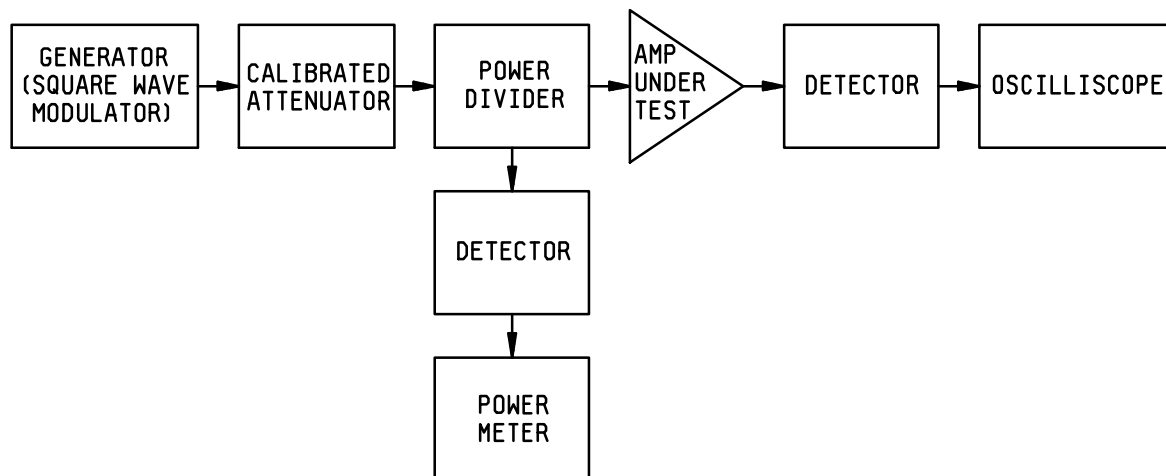 GENERATOR
(SQUARE WAVE
MODULATOR)
CALIBRATED
ATTENUATOR
POWER
DIVIDER
AMP
UNDER
TEST
DETECTOR
OSCILLISCOPE
DETECTOR
POWER
METER